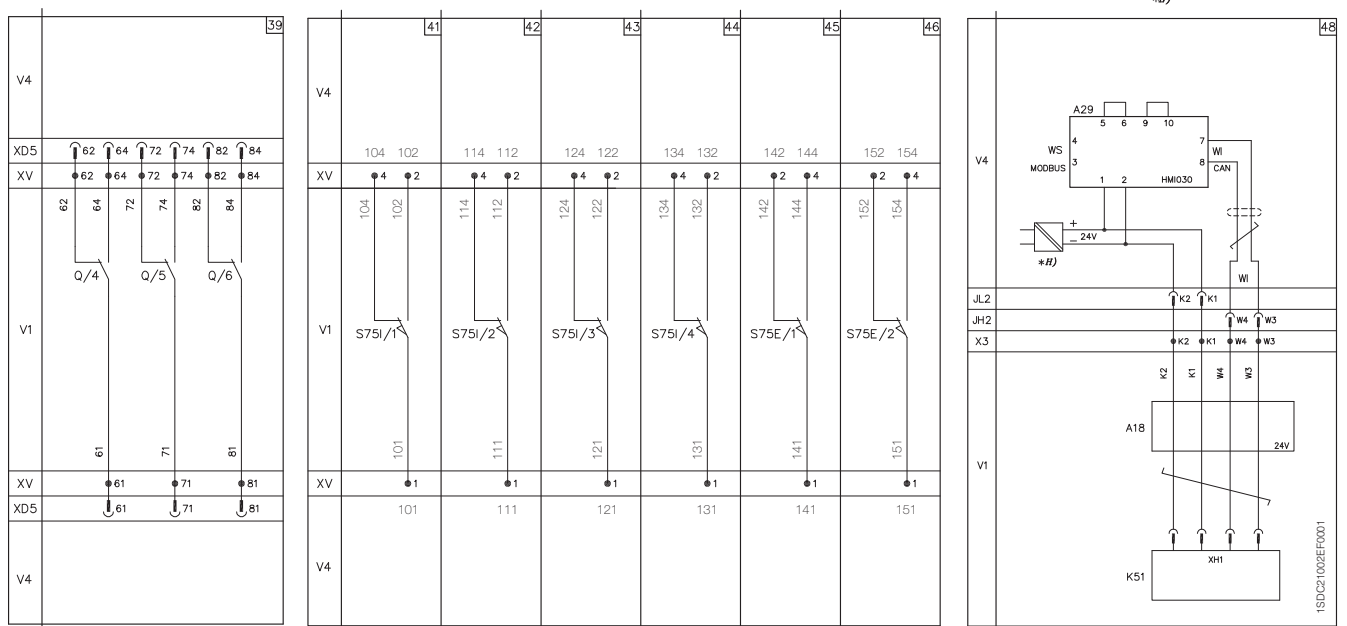 *B)
39
V4
XD5 62 64 72 74 82 84
XV 62 64 72 74 82 84
62 64 72 74 82 84
Q/4 Q/5 Q/6
V1
61 71 81
XV 61 71 81
XD5 61 71 81
V4
41 42 43 44 45 46
V4
104 102 114 112 124 122 134 132 142 144 152 154
XV 4 2 4 2 4 2 4 2 2 4 2 4
104 102 114 112 124 122 134 132 142 144 152 154
V1 S75I/1 S75I/2 S75I/3 S75I/4 S75E/1 S75E/2
101 111 121 131 141 151
XV 1 1 1 1 1 1
101 111 121 131 141 151
V4
48
A29
5 6 9 10
4 7
WS WI
V4
MODBUS 3 8 CAN
1 2 HMI030
+
24V
–
*H)
WI
JL2 K2 K1
JH2 W4 W3
X3 K2 K1 W4 W3
K2 K1 W4 W3
A18
24V
V1
XH1
K51
1SDC21002EF0001